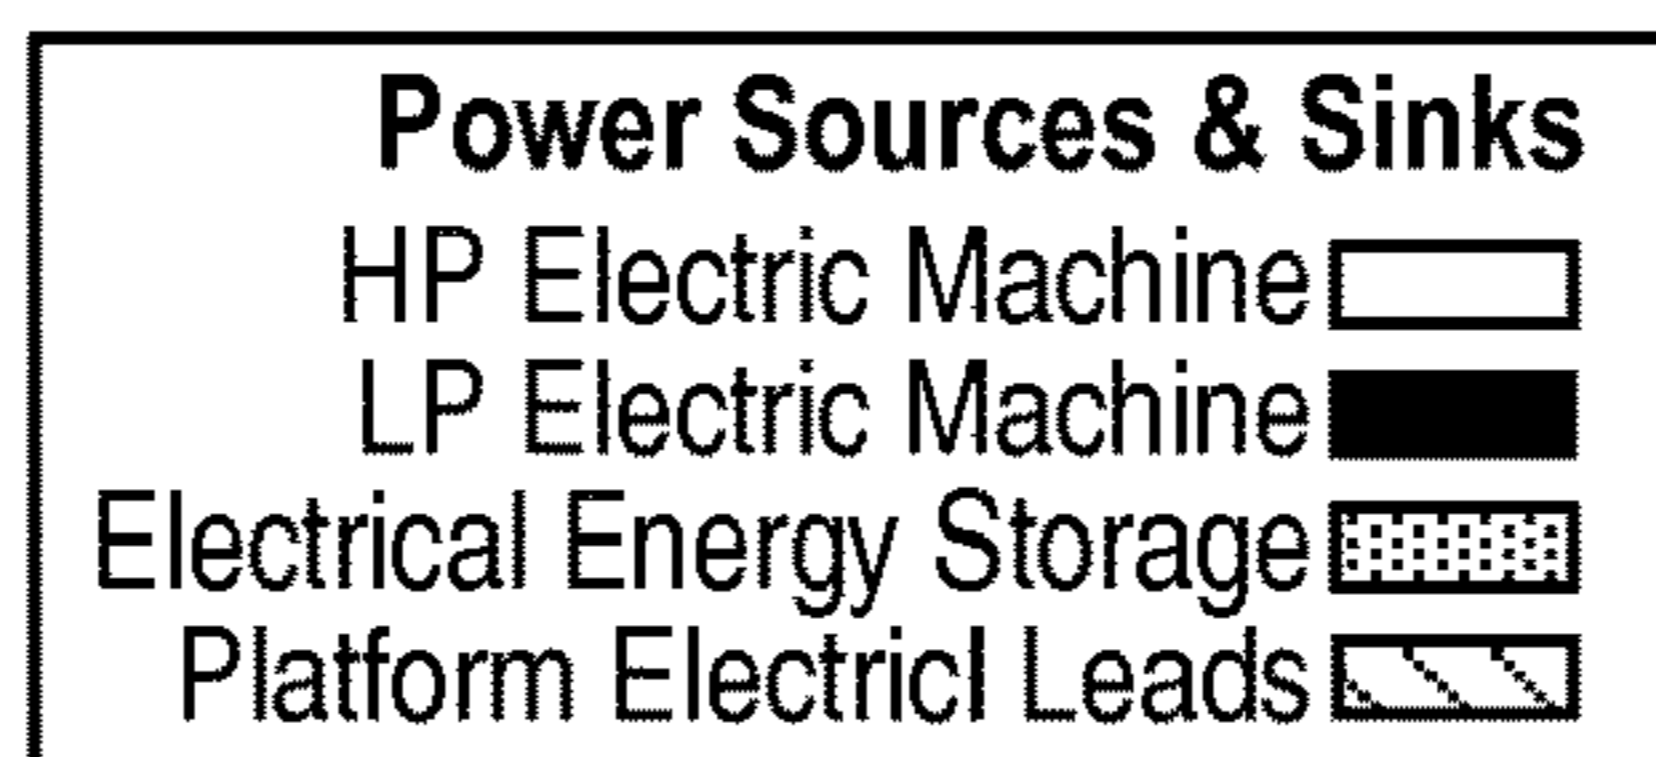 Power Sources & Sinks
HP Electric Machine
LP Electric Machine
Electrical Energy Storage
Platform Electricl Leads